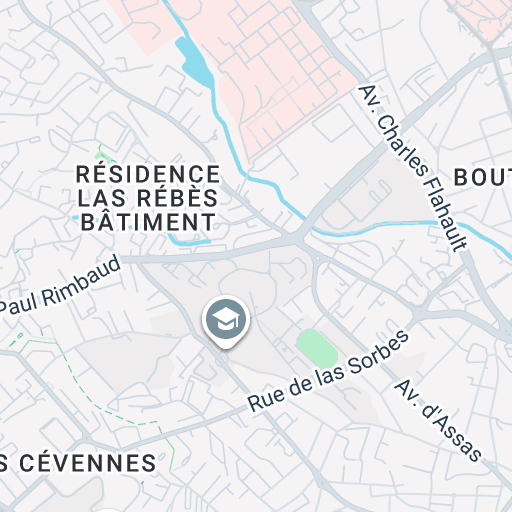 Av. Charles Flahault
RÉSIDENCE
LAS RÉBÈS
BÂTIMENT
BOUT
Paul Rimbaud
Rue de las Sorbes
Av. d'Assas
S CÉVENNES